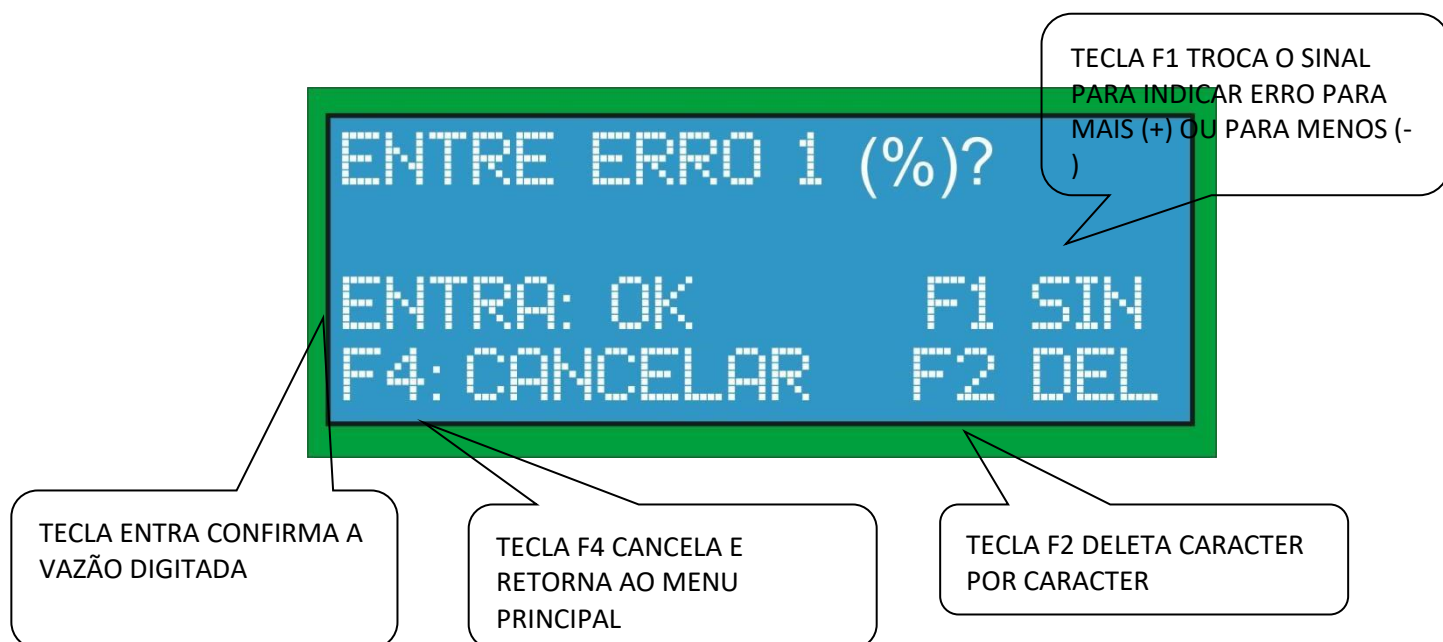 TECLA F1 TROCA O SINAL
PARA INDICAR ERRO PARA
MAIS (+) OU PARA MENOS (-
)
ENTRE ERRO 1 (%)?
ENTRA: OK F1 SIN
F4: CANCELAR F2 DEL
TECLA ENTRA CONFIRMA A
VAZÃO DIGITADA
TECLA F4 CANCELA E
RETORNA AO MENU
PRINCIPAL
TECLA F2 DELETA CARACTER
POR CARACTER